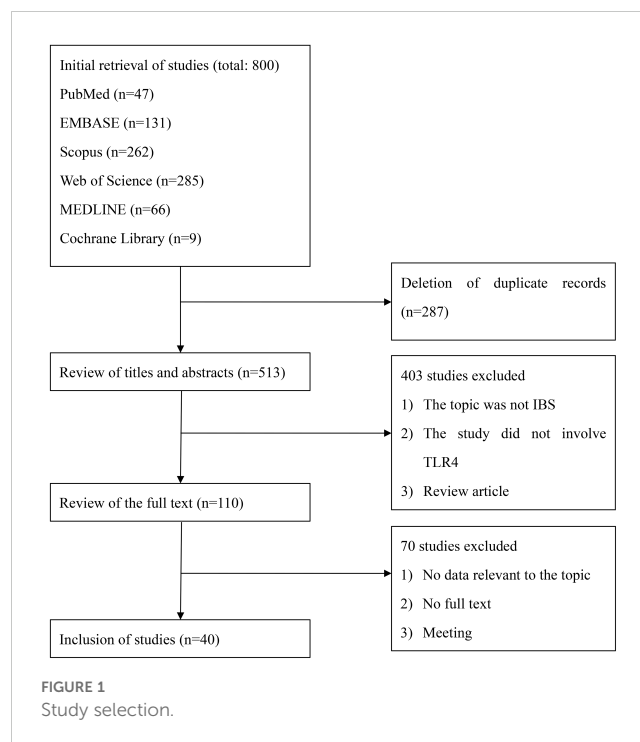 Initial retrieval of studies (total: 800)
PubMed (n=47)
EMBASE (n=131)
Scopus (n=262)
Web of Science (n=285)
MEDLINE (n=66)
Cochrane Library (n=9)
Deletion of duplicate records
(n=287)
Review of titles and abstracts (n=513)
403 studies excluded
1) The topic was not IBS
2) The study did not involve
TLR4
3) Review article
Review of the full text (n=110)
70 studies excluded
1) No data relevant to the topic
2) No full text
3) Meeting
Inclusion of studies (n=40)
FIGURE 1
Study selection.